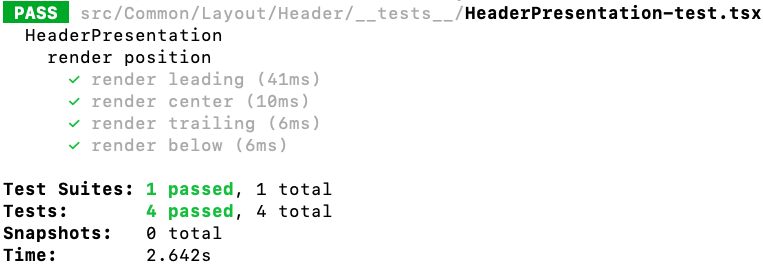 PASS src/Common/Layout/Header/__tests__/HeaderPresentation-test.tsx
HeaderPresentation
render position
✓ render leading (41ms)
✓ render center (10ms)
✓ render trailing (6ms)
✓ render below (6ms)
Test Suites: 1 passed, 1 total
Tests: 4 passed, 4 total
Snapshots: 0 total
Time: 2.642s